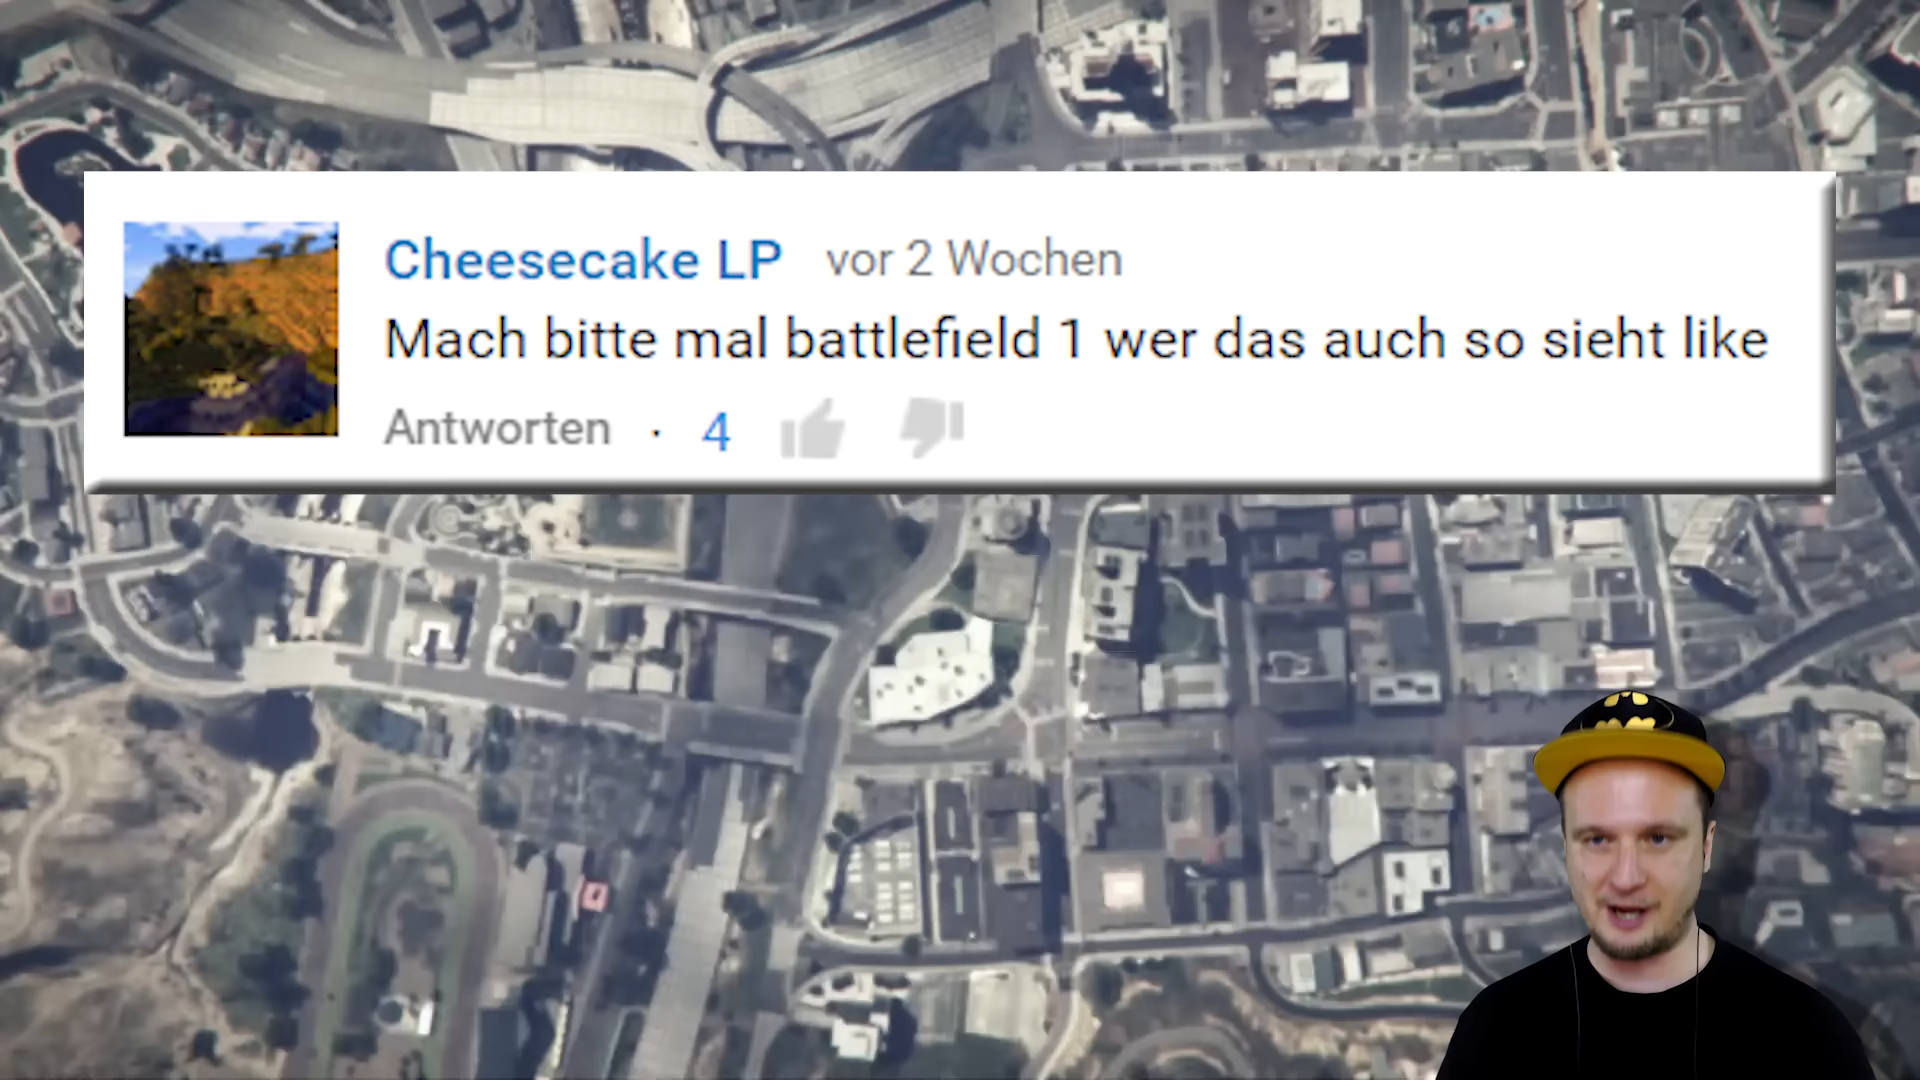 Cheesecake LP vor 2 Wochen
Mach bitte mal battlefield 1 wer das auch so sieht like
Antworten · 4